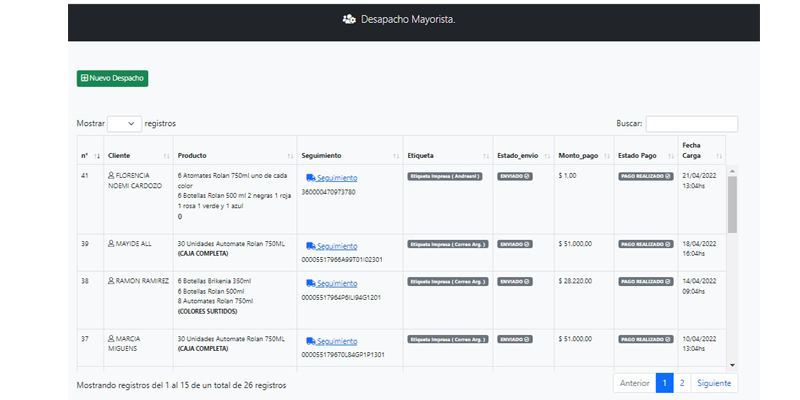 Desapacho Mayorista.
Nuevo Despacho
Mostrar registros Buscar:
n° Cliente Producto Seguimiento Etiqueta Estado_envio Monto_pago Estado Pago Fecha Carga
41 FLORENCIA NOEMI CARDOZO 6 Atomates Rolan 750ml uno de cada color Seguimiento Etiqueta Impresa ( Andreani ) ENVIADO $ 1,00 PAGO REALIZADO 21/04/2022 13:04hs
6 Botellas Rolan 500 ml 2 negras 1 roja 360000470973780
1 rosa 1 verde y 1 azul
()
39 MAYIDE ALL 30 Unidades Automate Rolan 750ML Seguimiento Etiqueta Impresa ( Correo Arg. ) ENVIADO $ 51.000,00 PAGO REALIZADO 18/04/2022 16:04hs
(CAJA COMPLETA) 00005517966A99T01I02301
38 RAMON RAMIREZ 6 Botellas Brikenia 350ml Seguimiento Etiqueta Impresa ( Correo Arg. ) ENVIADO $ 28.220,00 PAGO REALIZADO 14/04/2022 09:04hs
6 Botellas Rolan 500ml 00005517964P6ILI94G1201
8 Automates Rolan 750ml
(COLORES SURTIDOS)
37 MARCIA MIGUENS 30 Unidades Automate Rolan 750ML Seguimiento Etiqueta Impresa ( Correo Arg. ) ENVIADO $ 51.000,00 PAGO REALIZADO 10/04/2022 13:04hs
(CAJA COMPLETA) 000055179670L84GP1P1301
Mostrando registros del 1 al 15 de un total de 26 registros
Anterior 1 2 Siguiente